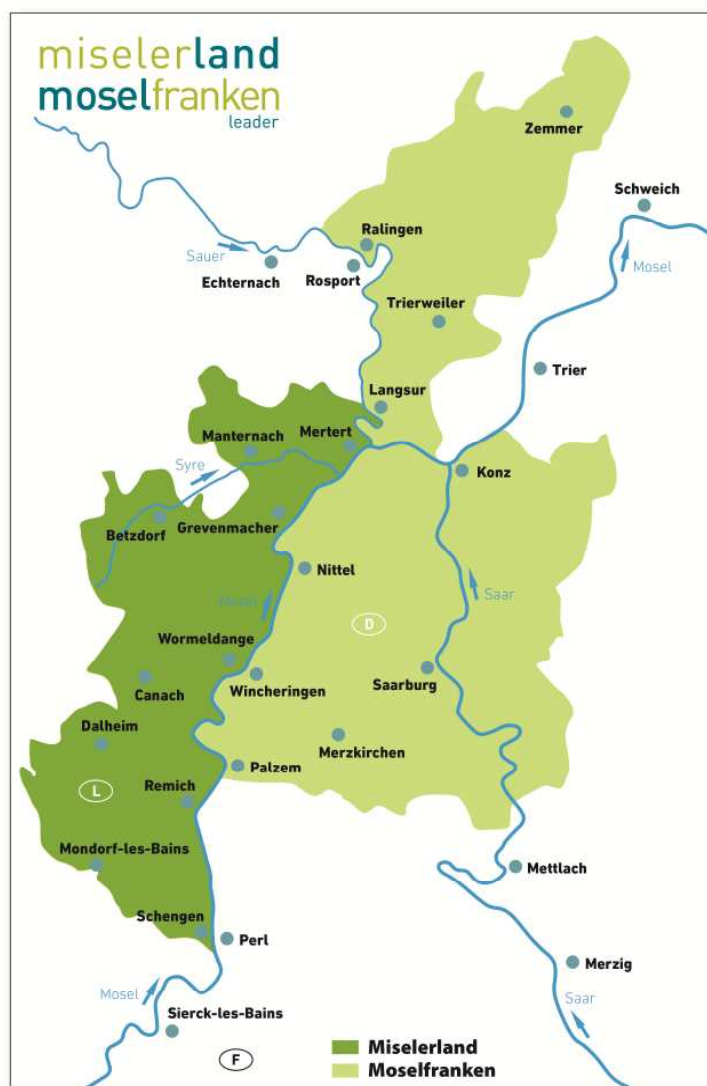 miselerland
moselfranken
leader
Zemmer
Schweich
Ralingen
Sauer
Mosel
Echternach
Rosport
Trierweiler
Trier
Langsur
Manternach
Mertert
Syre
Konz
Betzdorf
Grevenmacher
Nittel
Mosel
Saar
D
Wormeldange
Wincheringen
Saarburg
Canach
Dalheim
Merzkirchen
Palzem
L
Remich
Mondorf-les-Bains
Mettlach
Schengen
Perl
Merzig
Mosel
Saar
Sierck-les-Bains
F
Miselerland
Moselfranken